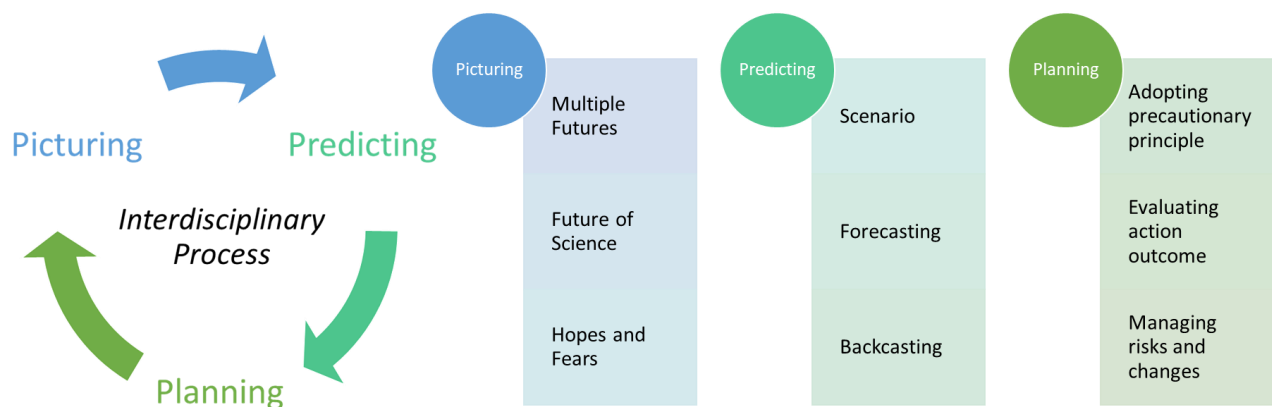 Picturing
Predicting
Interdisciplinary
Process
Planning
Picturing
Multiple
Futures
Future of
Science
Hopes and
Fears
Predicting
Scenario
Forecasting
Backcasting
Planning
Adopting
precautionary
principle
Evaluating
action
outcome
Managing
risks and
changes